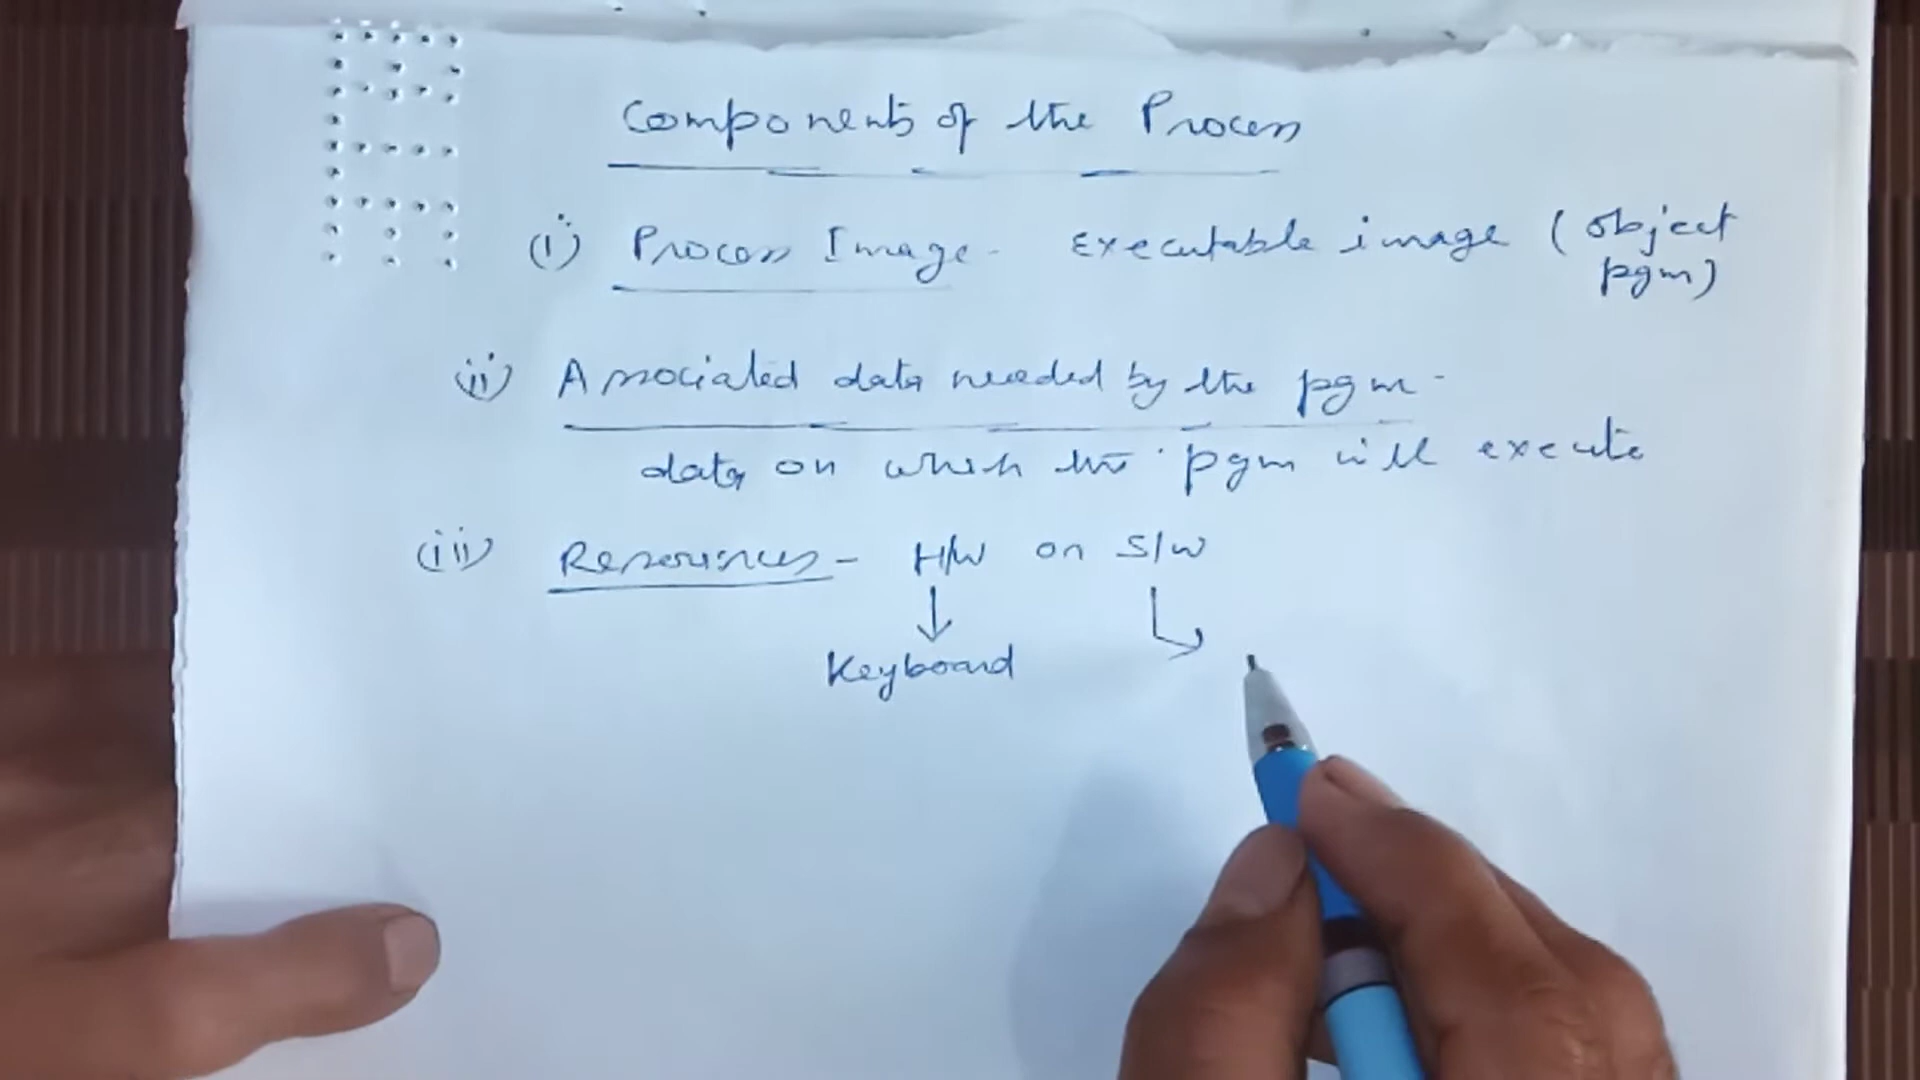 Components of the Process
(i) Process Image - Executable image (object
pgm)
ii) Associated data needed by the pgm -
data on which the pgm will execute
(iii) Resources - H/W or S/W
Keyboard